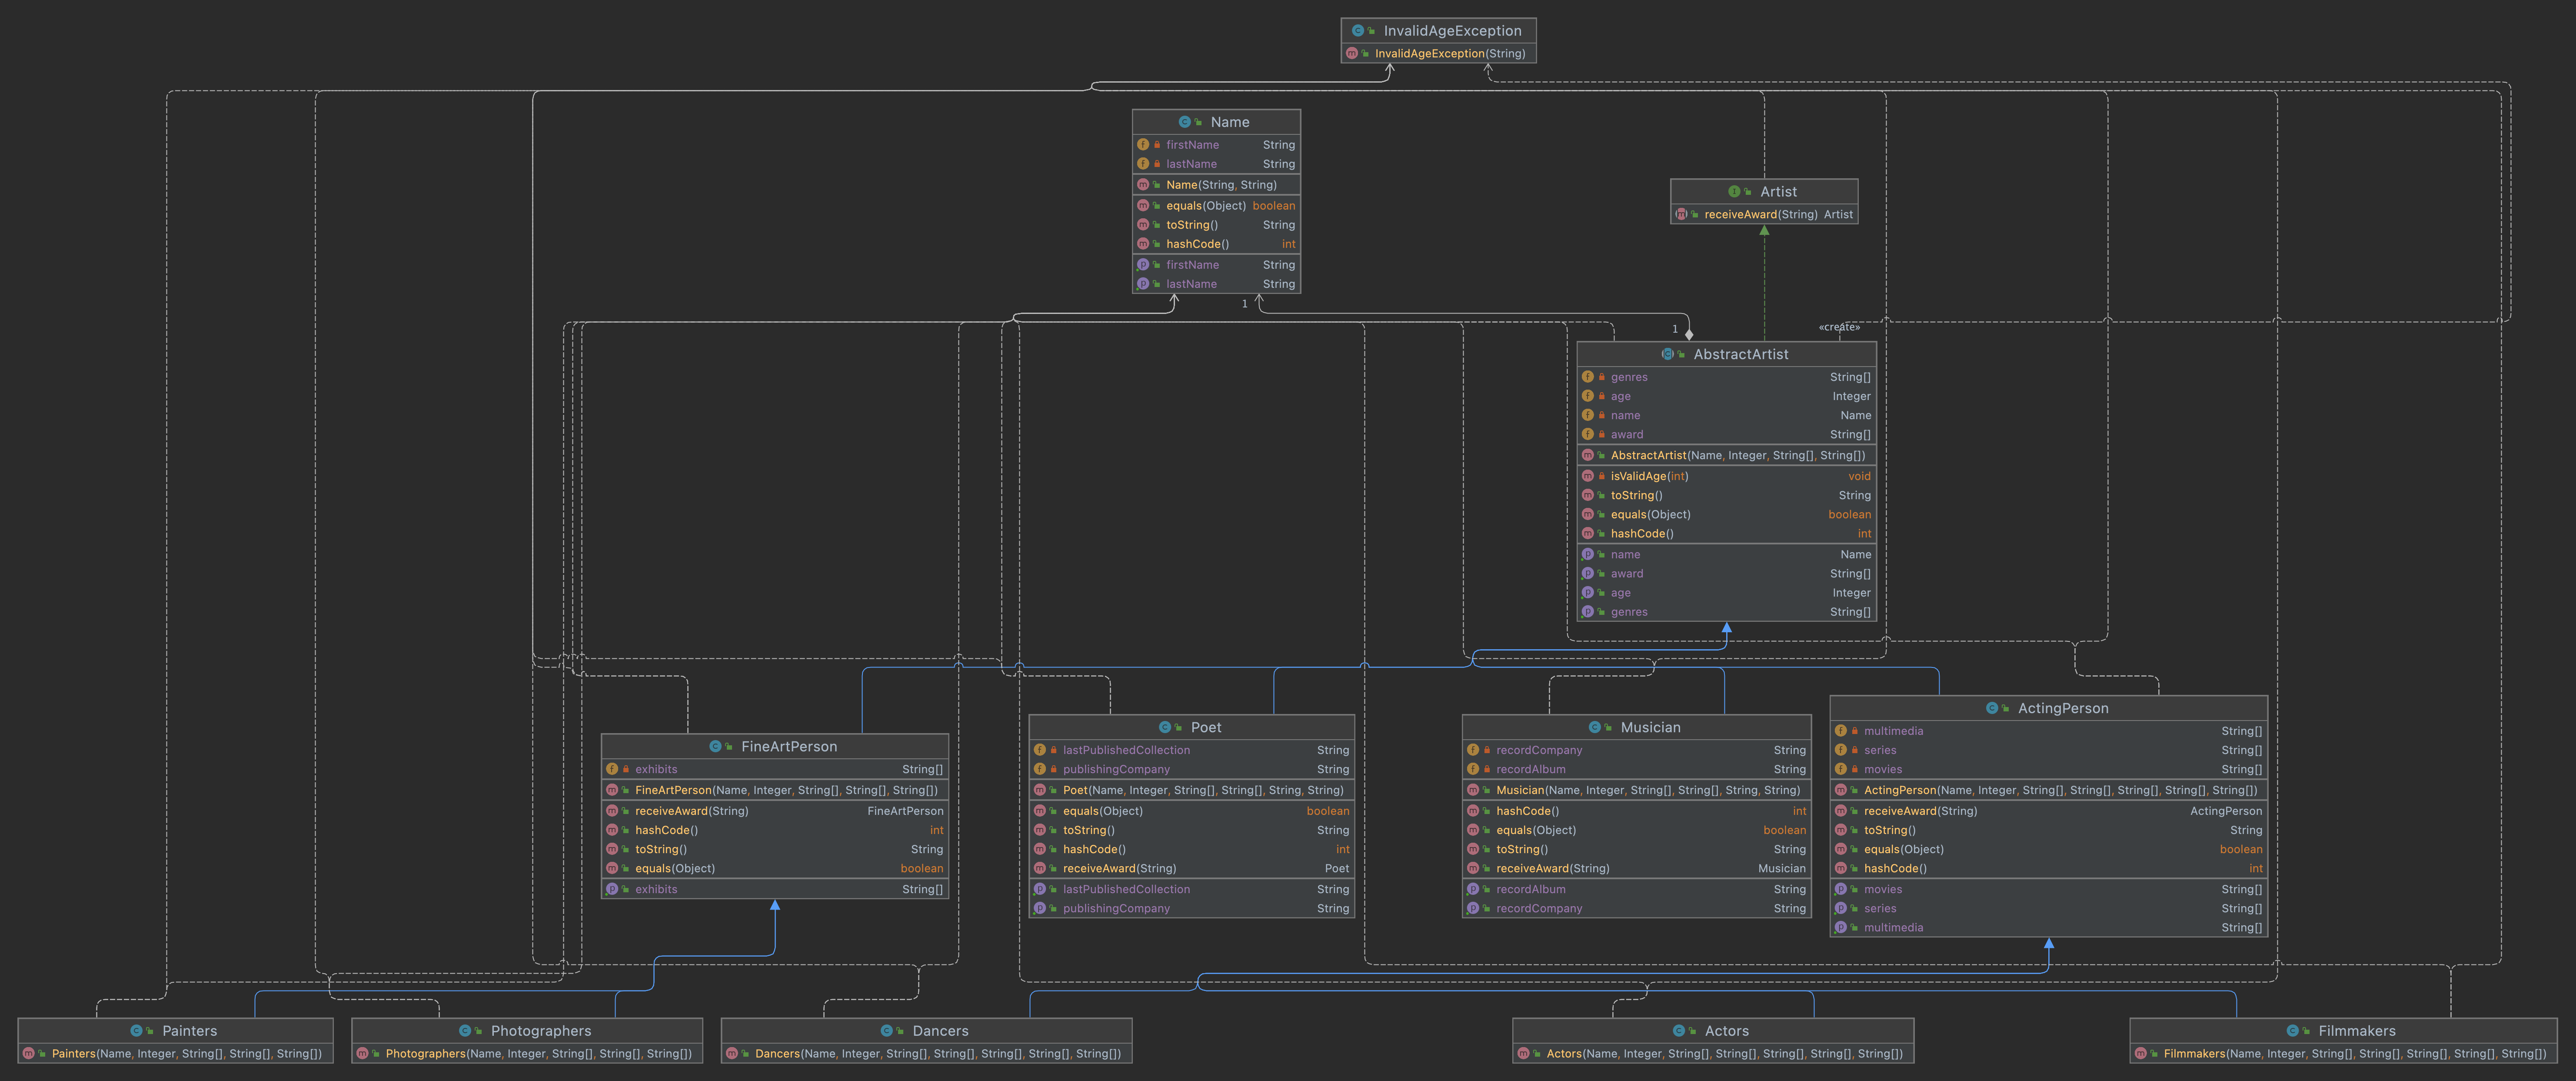 InvalidAgeException
InvalidAgeException(String)
Name
firstName String
lastName String
Name(String, String)
equals(Object) boolean
toString() String
hashCode() int
firstName String
lastName String
Artist
receiveAward(String) Artist
1
1
«create»
AbstractArtist
genres String[]
age Integer
name Name
award String[]
AbstractArtist(Name, Integer, String[], String[])
isValidAge(int) void
toString() String
equals(Object) boolean
hashCode() int
name Name
award String[]
age Integer
genres String[]
FineArtPerson
exhibits String[]
FineArtPerson(Name, Integer, String[], String[], String[])
receiveAward(String) FineArtPerson
hashCode() int
toString() String
equals(Object) boolean
exhibits String[]
Poet
lastPublishedCollection String
publishingCompany String
Poet(Name, Integer, String[], String[], String, String)
equals(Object) boolean
toString() String
hashCode() int
receiveAward(String) Poet
lastPublishedCollection String
publishingCompany String
Musician
recordCompany String
recordAlbum String
Musician(Name, Integer, String[], String[], String, String)
hashCode() int
equals(Object) boolean
toString() String
receiveAward(String) Musician
recordAlbum String
recordCompany String
ActingPerson
multimedia String[]
series String[]
movies String[]
ActingPerson(Name, Integer, String[], String[], String[], String[], String[])
receiveAward(String) ActingPerson
toString() String
equals(Object) boolean
hashCode() int
movies String[]
series String[]
multimedia String[]
Painters
Painters(Name, Integer, String[], String[], String[])
Photographers
Photographers(Name, Integer, String[], String[], String[])
Dancers
Dancers(Name, Integer, String[], String[], String[], String[], String[])
Actors
Actors(Name, Integer, String[], String[], String[], String[], String[])
Filmmakers
Filmmakers(Name, Integer, String[], String[], String[], String[], String[])